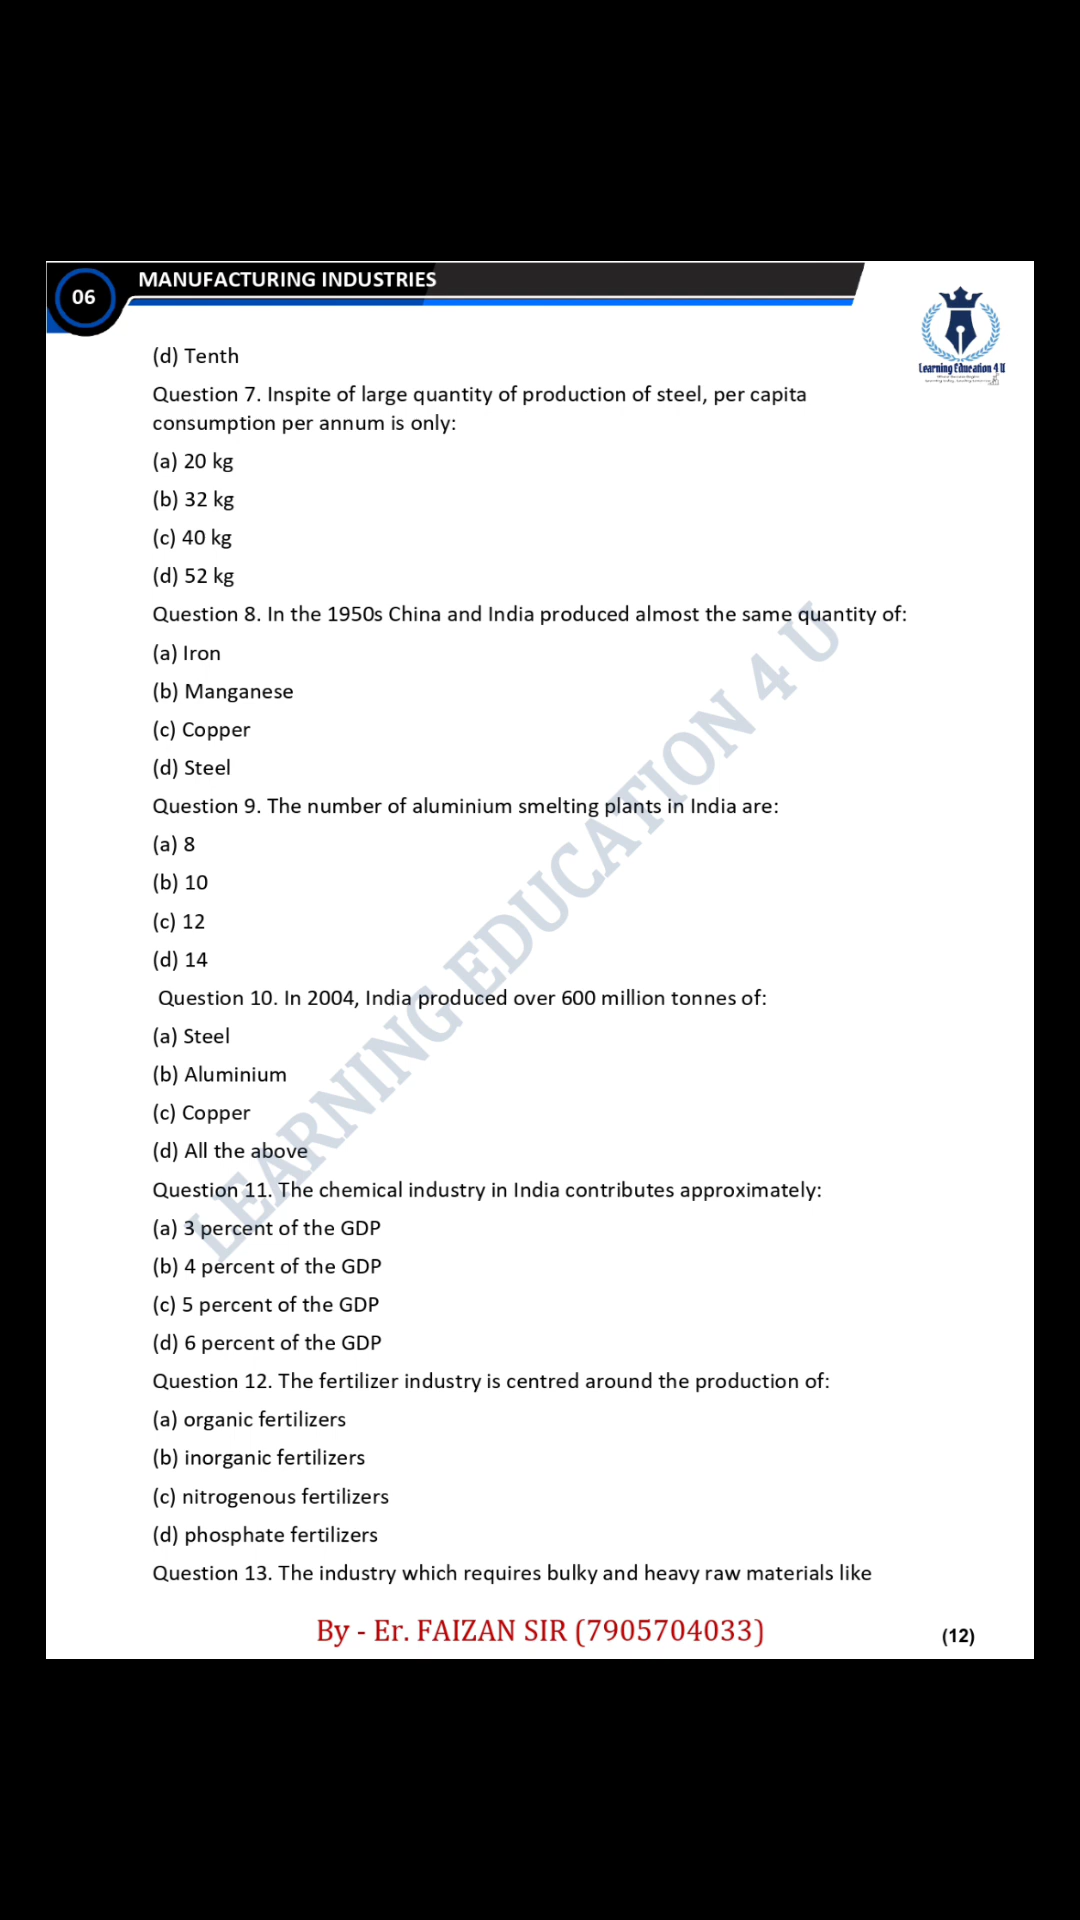 06
MANUFACTURING INDUSTRIES
Learning Education 4 U
(d) Tenth
Question 7. Inspite of large quantity of production of steel, per capita
consumption per annum is only:
(a) 20 kg
(b) 32 kg
(c) 40 kg
(d) 52 kg
Question 8. In the 1950s China and India produced almost the same quantity of:
(a) Iron
(b) Manganese
(c) Copper
(d) Steel
Question 9. The number of aluminium smelting plants in India are:
(a) 8
(b) 10
(c) 12
(d) 14
Question 10. In 2004, India produced over 600 million tonnes of:
(a) Steel
(b) Aluminium
(c) Copper
(d) All the above
Question 11. The chemical industry in India contributes approximately:
(a) 3 percent of the GDP
(b) 4 percent of the GDP
(c) 5 percent of the GDP
(d) 6 percent of the GDP
Question 12. The fertilizer industry is centred around the production of:
(a) organic fertilizers
(b) inorganic fertilizers
(c) nitrogenous fertilizers
(d) phosphate fertilizers
Question 13. The industry which requires bulky and heavy raw materials like
LEARNING EDUCATION 4 U
By - Er. FAIZAN SIR (7905704033)
(12)